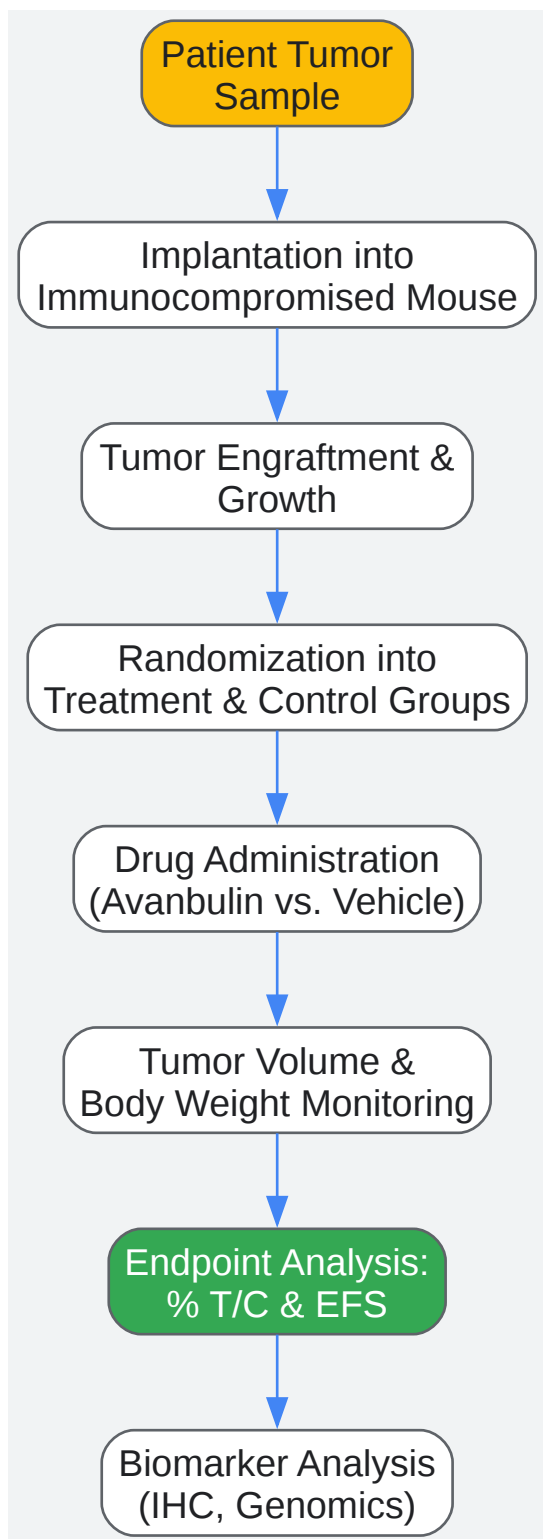 Patient Tumor
Sample
Implantation into
Immunocompromised Mouse
Tumor Engraftment &
Growth
Randomization into
Treatment & Control Groups
Drug Administration
(Avanbulin vs. Vehicle)
Tumor Volume &
Body Weight Monitoring
Endpoint Analysis:
% T/C & EFS
Biomarker Analysis
(IHC, Genomics)